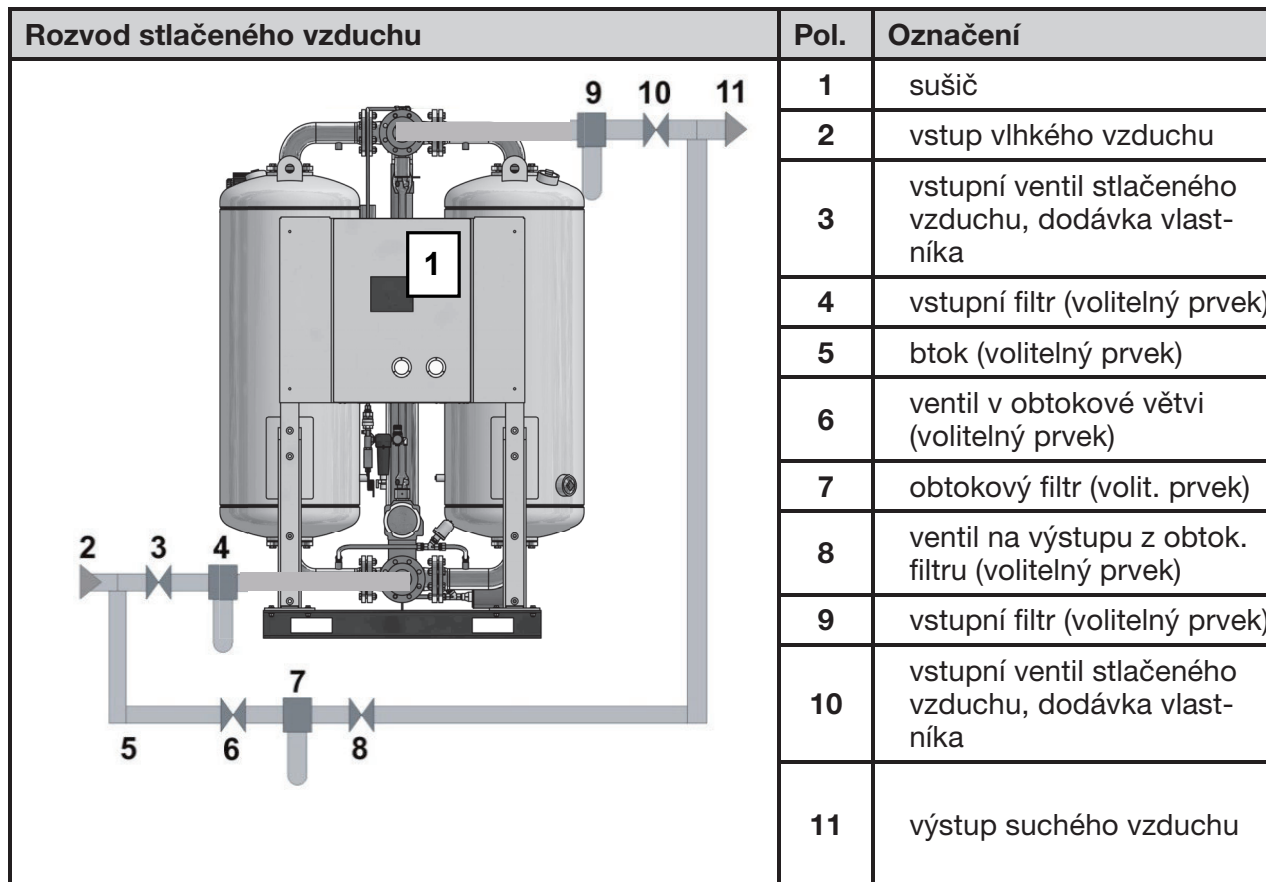 Rozvod stlačeného vzduchu Pol. Označení
1 sušič
2 vstup vlhkého vzduchu
vstupní ventil stlačeného
3 vzduchu, dodávka vlast-
níka
4 vstupní filtr (volitelný prvek)
5 btok (volitelný prvek)
6 ventil v obtokové větvi
(volitelný prvek)
7 obtokový filtr (volit. prvek)
8 ventil na výstupu z obtok.
filtru (volitelný prvek)
9 vstupní filtr (volitelný prvek)
vstupní ventil stlačeného
10 vzduchu, dodávka vlast-
níka
11 výstup suchého vzduchu
9 10 11
1
2 3 4
7
5 6 8